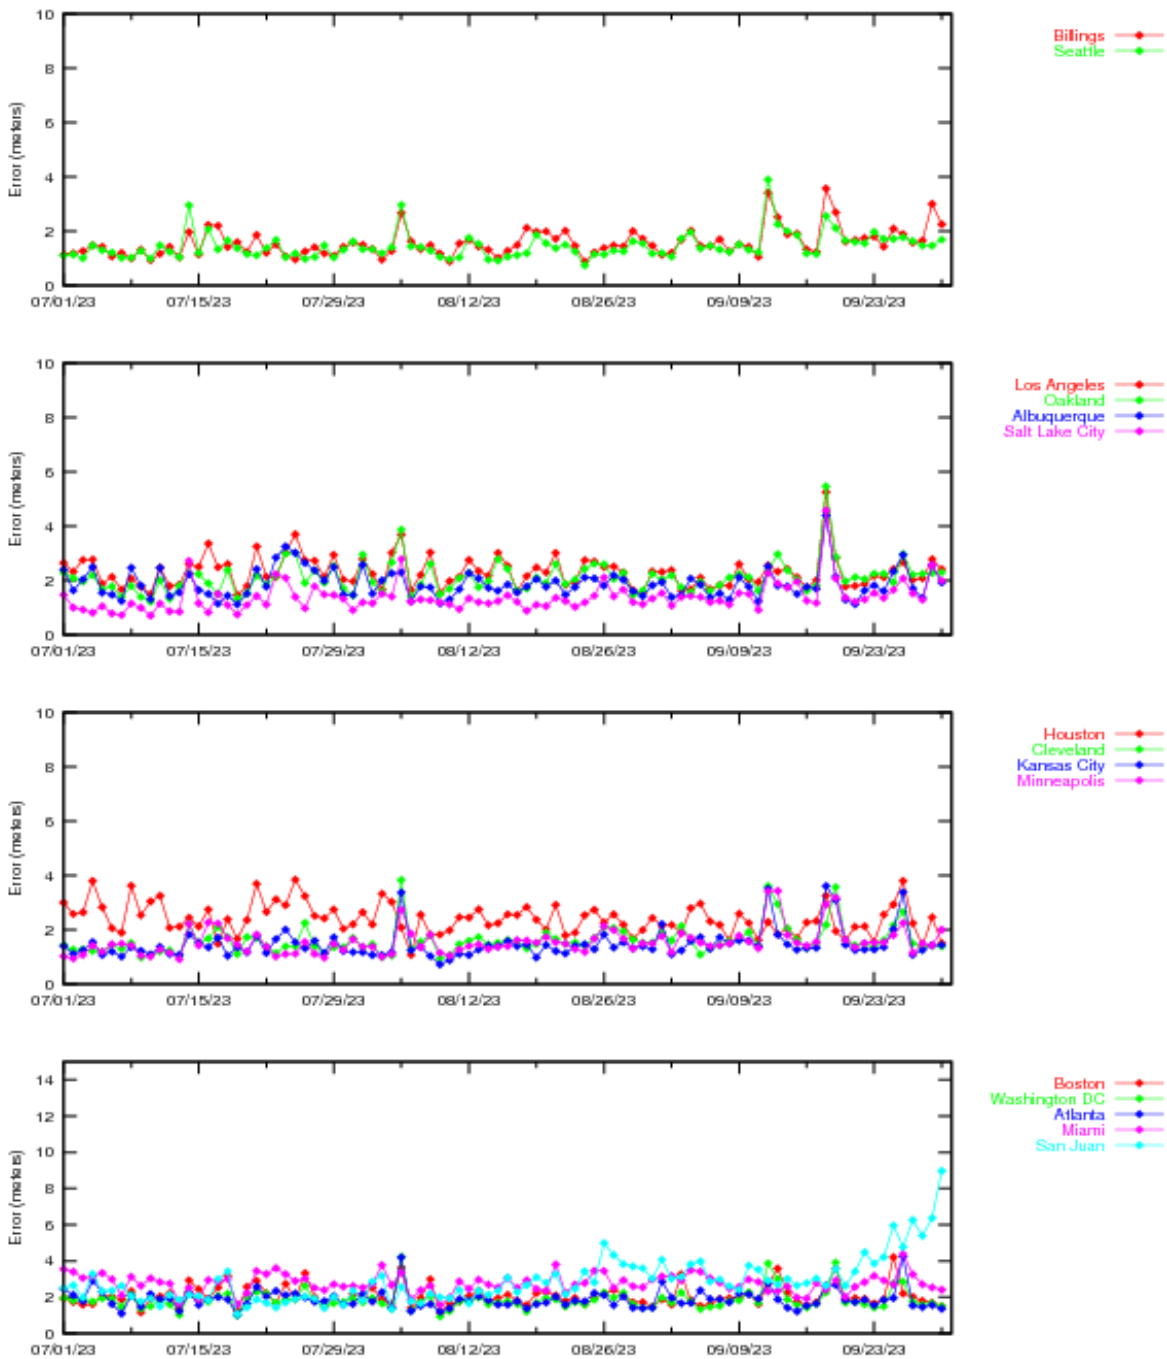 10
8
6
4
2
0
Error (meters)
07/01/23 07/15/23 07/29/23 08/12/23 08/26/23 09/09/23 09/23/23
Billings
Seattle
10
8
6
4
2
0
Error (meters)
07/01/23 07/15/23 07/29/23 08/12/23 08/26/23 09/09/23 09/23/23
Los Angeles
Oakland
Albuquerque
Salt Lake City
10
8
6
4
2
0
Error (meters)
07/01/23 07/15/23 07/29/23 08/12/23 08/26/23 09/09/23 09/23/23
Houston
Cleveland
Kansas City
Minneapolis
14
12
10
8
6
4
2
0
Error (meters)
07/01/23 07/15/23 07/29/23 08/12/23 08/26/23 09/09/23 09/23/23
Boston
Washington DC
Atlanta
Miami
San Juan